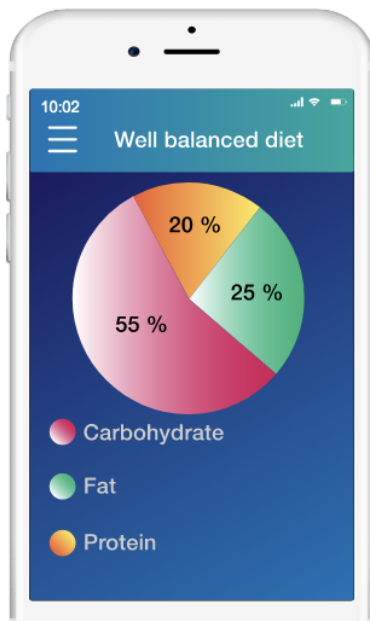 10:02
Well balanced diet
20 %
25 %
55 %
Carbohydrate
Fat
Protein